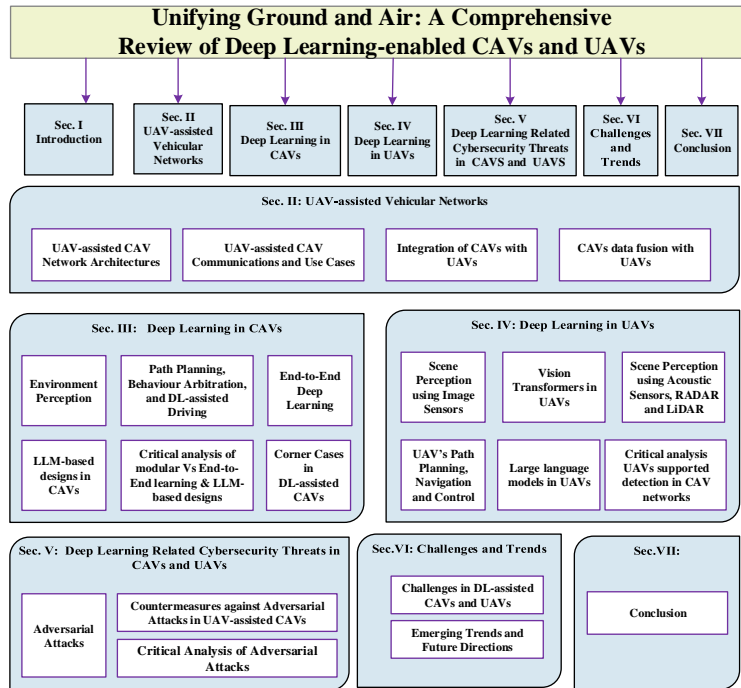 Unifying Ground and Air: A Comprehensive
Review of Deep Learning-enabled CAVs and UAVs
Sec. I
Introduction
Sec. II
UAV-assisted
Vehicular
Networks
Sec. III
Deep Learning in
CAVs
Sec. IV
Deep Learning
in UAVs
Sec. V
Deep Learning Related
Cybersecurity Threats
in CAVS and UAVS
Sec. VI
Challenges
and
Trends
Sec. VII
Conclusion
Sec. II: UAV-assisted Vehicular Networks
UAV-assisted CAV
Network Architectures
UAV-assisted CAV
Communications and Use Cases
Integration of CAVs with
UAVs
CAVs data fusion with
UAVs
Sec. III: Deep Learning in CAVs
Environment
Perception
Path Planning,
Behaviour Arbitration,
and DL-assisted
Driving
End-to-End
Deep
Learning
LLM-based
designs in CAVs
Critical analysis of
modular Vs End-to-
End learning & LLM-
based designs
Corner Cases
in
DL-assisted
CAVs
Sec. IV: Deep Learning in UAVs
Scene
Perception
using Image
Sensors
Vision
Transformers in
UAVs
Scene Perception
using Acoustic
Sensors, RADAR
and LiDAR
UAV's Path
Planning,
Navigation
and Control
Large language
models in UAVs
Critical analysis
UAVs supported
detection in CAV
networks
Sec. V: Deep Learning Related Cybersecurity Threats in
CAVs and UAVs
Adversarial
Attacks
Countermeasures against Adversarial
Attacks in UAV-assisted CAVs
Critical Analysis of Adversarial
Attacks
Sec.VI: Challenges and Trends
Challenges in DL-assisted
CAVs and UAVs
Emerging Trends and
Future Directions
Sec.VII:
Conclusion